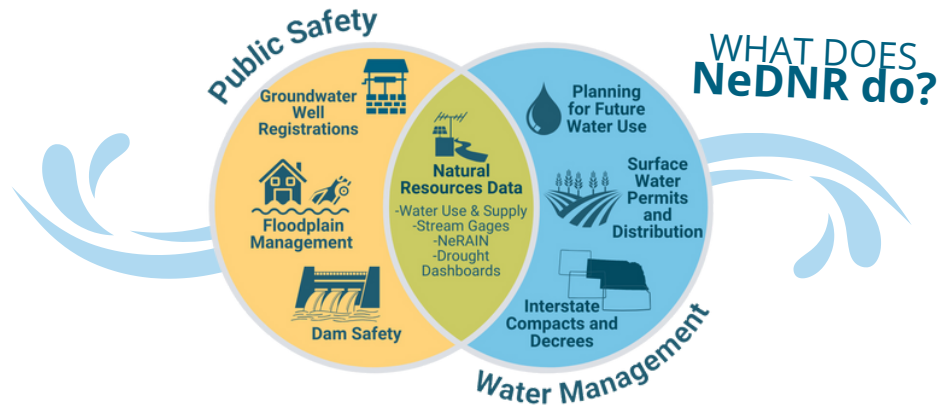 WHAT DOES
NeDNR do?
Public Safety
Groundwater
Well
Registrations
Floodplain
Management
Dam Safety
Natural
Resources Data
-Water Use & Supply
-Stream Gages
-NeRAIN
-Drought
Dashboards
Planning
for Future
Water Use
Surface
Water
Permits
and
Distribution
Interstate
Compacts and
Decrees
Water Management